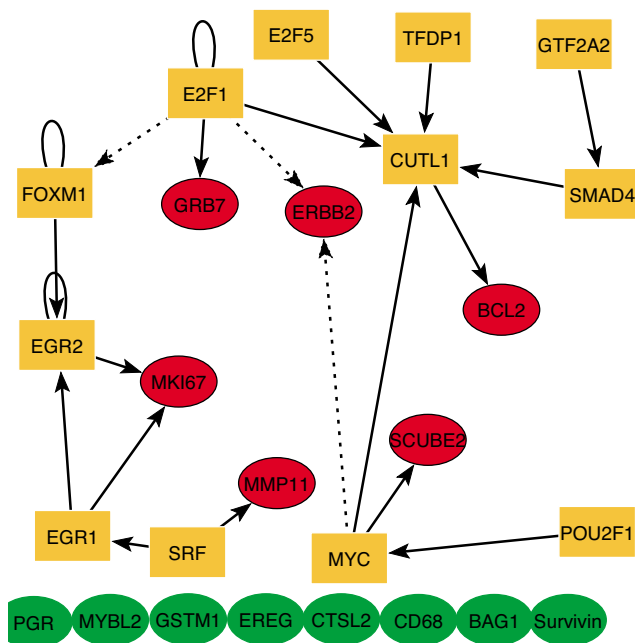 E2F5
TFDP1
GTF2A2
E2F1
CUTL1
FOXM1
GRB7
ERBB2
SMAD4
BCL2
EGR2
MKI67
SCUBE2
MMP11
EGR1
SRF
MYC
POU2F1
PGR MYBL2 GSTM1 EREG CTSL2 CD68 BAG1 Survivin